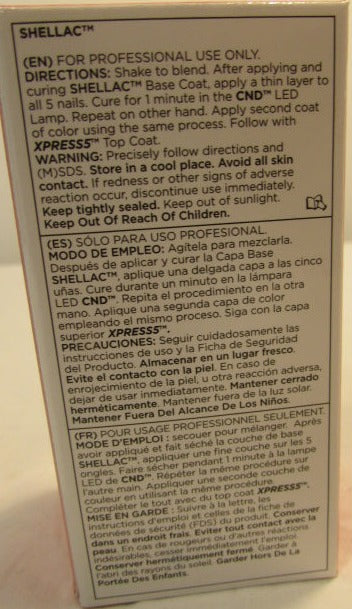 SHELLAC™
(EN) FOR PROFESSIONAL USE ONLY.
DIRECTIONS: Shake to blend. After applying and
curing SHELLAC™ Base Coat, apply a thin layer to
all 5 nails. Cure for 1 minute in the CND™ LED
Lamp. Repeat on other hand. Apply second coat
of color using the same process. Follow with
XPRESS5™ Top Coat.
WARNING: Precisely follow directions and
(M)SDS. Store in a cool place. Avoid all skin
contact. If redness or other signs of adverse
reaction occur, discontinue use immediately.
Keep tightly sealed. Keep out of sunlight.
Keep Out Of Reach Of Children.
(ES) SÓLO PARA USO PROFESIONAL.
MODO DE EMPLEO: Agítela para mezclarla.
Después de aplicar y curar la Capa Base
SHELLAC™, aplique una delgada capa a las cinco
uñas. Cure durante un minuto en la lámpara
LED CND™. Repita el procedimiento en la otra
mano. Aplique una segunda capa de color
empleando el mismo proceso. Siga con la capa
superior XPRESS5™.
PRECAUCIONES: Seguir cuidadosamente las
instrucciones de uso y la Ficha de Seguridad
del Producto. Almacenar en un lugar fresco.
Evite el contacto con la piel. En caso de
enrojecimiento de la piel, u otra reacción adversa,
dejar de usar inmediatamente. Mantener cerrado
herméticamente. Mantener fuera de la luz solar.
Mantener Fuera Del Alcance De Los Niños.
(FR) POUR USAGE PROFESSIONNEL SEULEMENT.
MODE D'EMPLOI : secouer pour mélanger. Après
avoir appliqué et fait séché la couche de base
SHELLAC™, appliquer une fine couche sur les 5
ongles. Faire sécher pendant 1 minute à la lampe
LED de CND™. Répéter la même procédure sur
l'autre main. Appliquer une seconde couche de
couleur en utilisant la même procédure.
Compléter le tout avec du top coat XPRESS5™.
MISE EN GARDE : Suivre à la lettre, les
instructions d'emploi et celles de la fiche de
données de sécurité (FDS) du produit. Conserver
dans un endroit frais. Eviter tout contact avec la
peau. En cas de rougeurs ou d'autres réactions
indésirables, cesser immédiatement l'emploi.
Conserver hermétiquement fermé. Garder à
l'abri des rayons du soleil. Garder Hors De La
Portée Des Enfants.